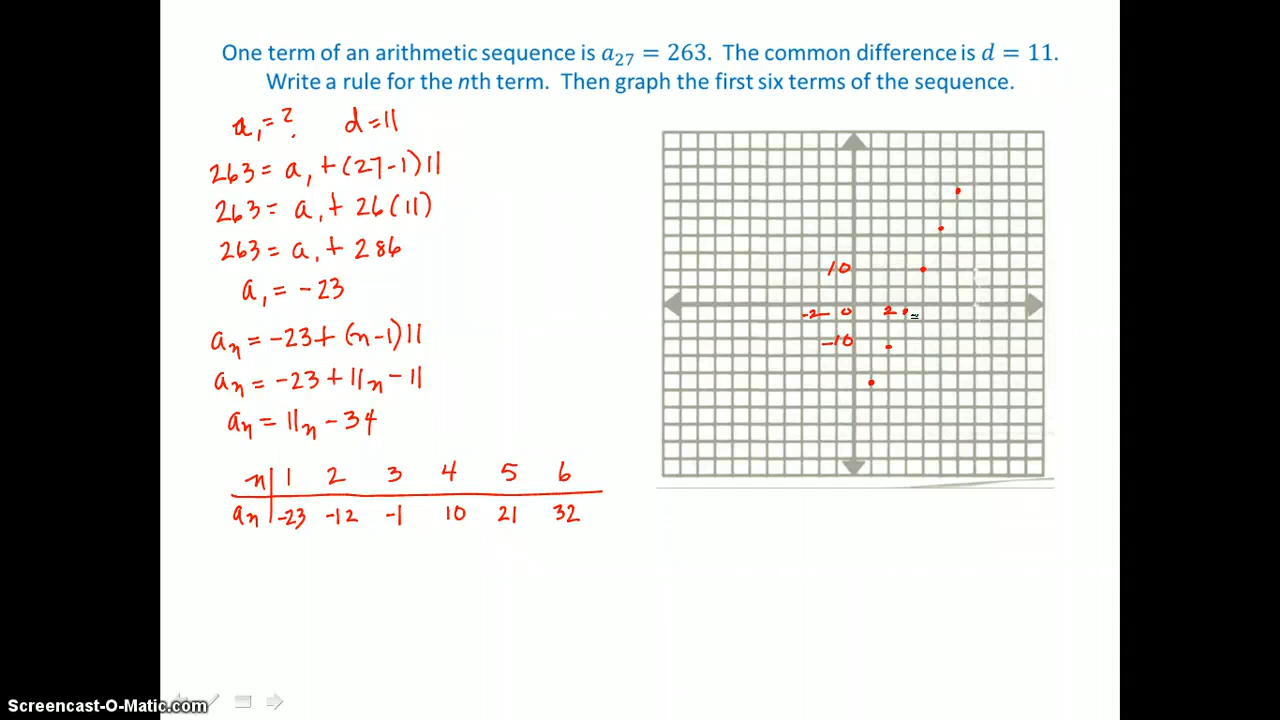 One term of an arithmetic sequence is a₂₇ = 263. The common difference is d = 11.
Write a rule for the nth term. Then graph the first six terms of the sequence.
a₁ = ? d = 11
263 = a₁ + (27-1)11
263 = a₁ + 26(11)
263 = a₁ + 286
a₁ = -23
aₙ = -23 + (n-1)11
aₙ = -23 + 11n - 11
aₙ = 11n - 34
n 1 2 3 4 5 6
aₙ -23 -12 -1 10 21 32
10
-2 0 2
-10
Screencast-O-Matic.com